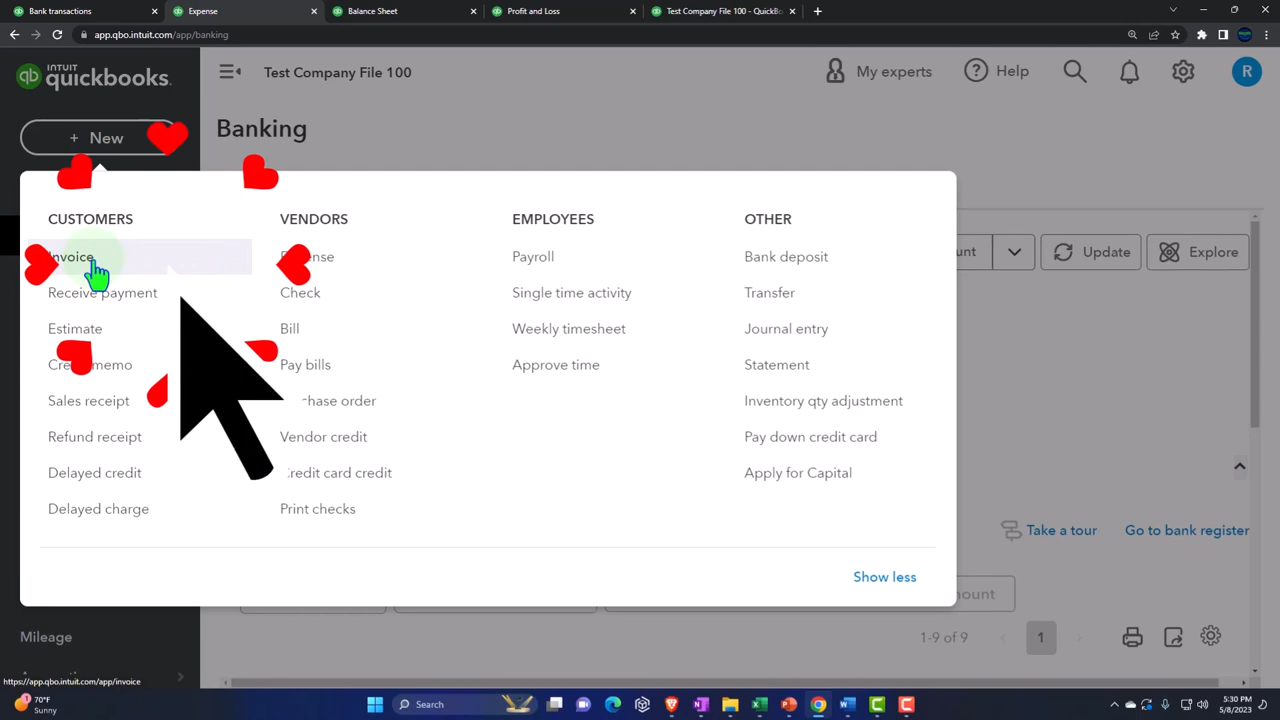 Bank transactions × Expense × Balance Sheet × Profit and Loss × Test Company File 100 - QuickBo × +
app.qbo.intuit.com/app/banking
INTUIT
quickbooks.
Test Company File 100
My experts
Help
R
+ New
Banking
CUSTOMERS
Invoice
Receive payment
Estimate
Sales receipt
Refund receipt
Delayed credit
Delayed charge
VENDORS
Check
Bill
Pay bills
order
Vendor credit
card credit
Print checks
EMPLOYEES
Payroll
Single time activity
Weekly timesheet
Approve time
OTHER
Bank deposit
Transfer
Journal entry
Statement
Inventory qty adjustment
Pay down credit card
Apply for Capital
Show less
Update
Explore
Take a tour
Go to bank register
1-9 of 9
1
Mileage
https://app.qbo.intuit.com/app/invoice
70°F
Sunny
Search
5:30 PM
5/8/2023